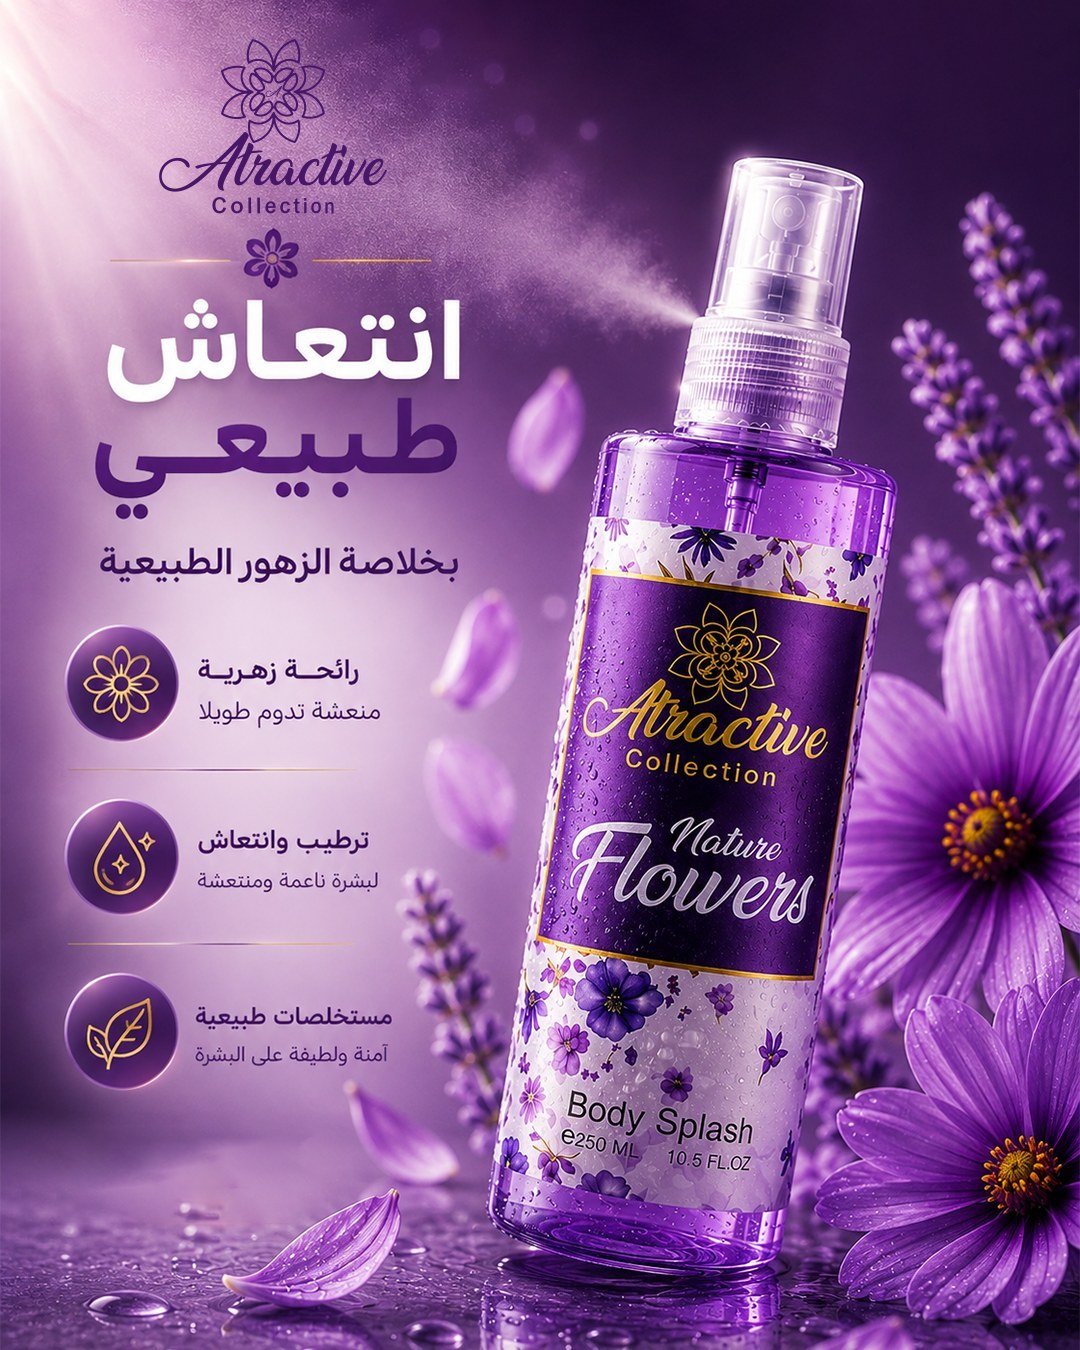 Atractive
Collection
انتعاش
طبيعي
بخلاصة الزهور الطبيعية
رائحة زهرية
منعشة تدوم طويلا
ترطيب وانتعاش
لبشرة ناعمة ومنتعشة
مستخلصات طبيعية
آمنة ولطيفة على البشرة
Atractive
Collection
Nature
Flowers
Body Splash
e250 ML 10.5 FL.OZ